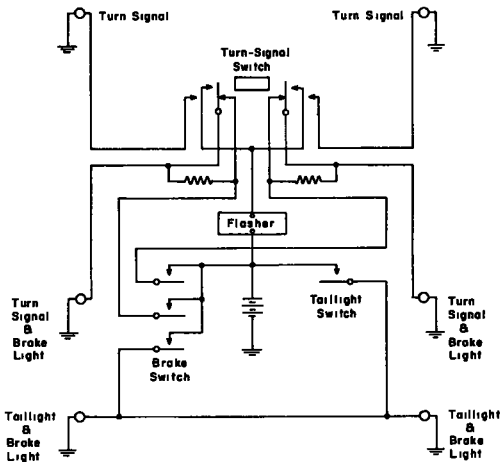 Turn Signal
Turn Signal
Turn-Signal
Switch
Flasher
Turn
Signal
&
Brake
Light
Taillight
Switch
Turn
Signal
&
Brake
Light
Brake
Switch
Taillight
&
Brake
Light
Taillight
&
Brake
Light